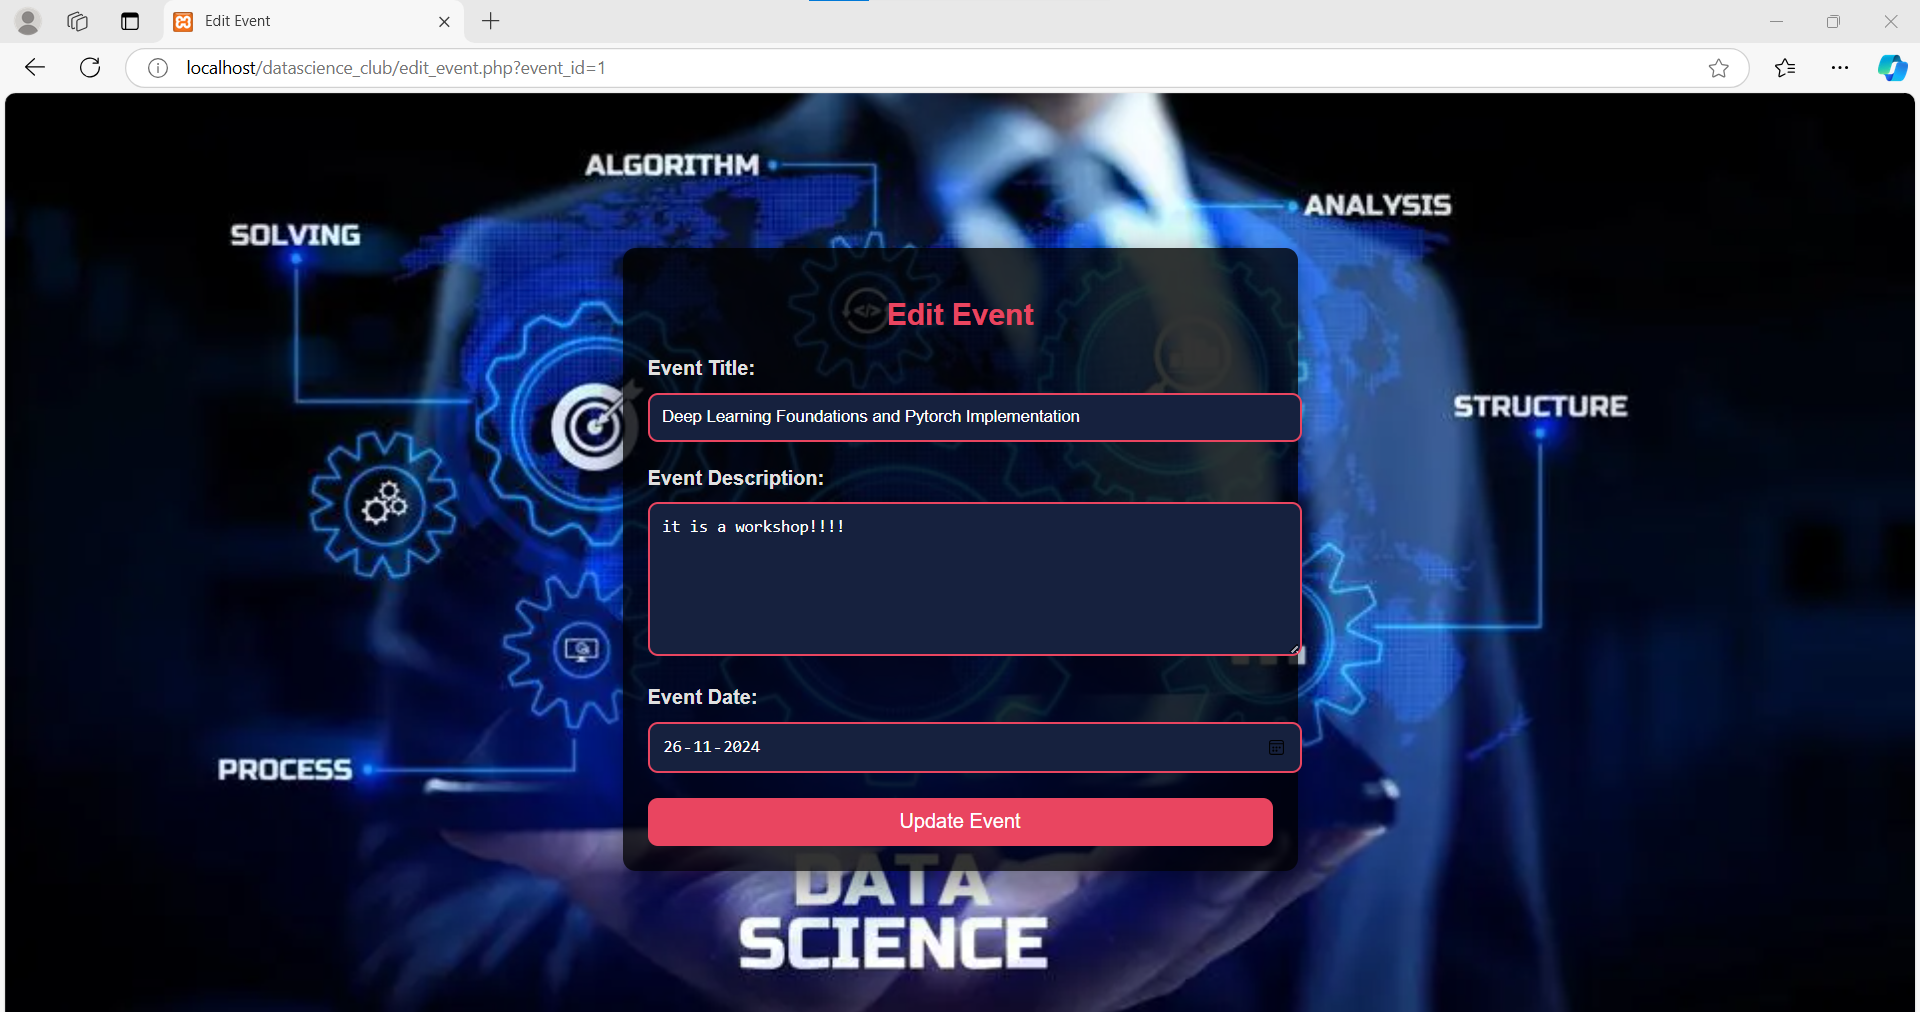 Edit Event
localhost/datascience_club/edit_event.php?event_id=1
ALGORITHM
ANALYSIS
SOLVING
Edit Event
Event Title:
Deep Learning Foundations and Pytorch Implementation
STRUCTURE
Event Description:
it is a workshop!!!!
Event Date:
26-11-2024
PROCESS
Update Event
DATA
SCIENCE